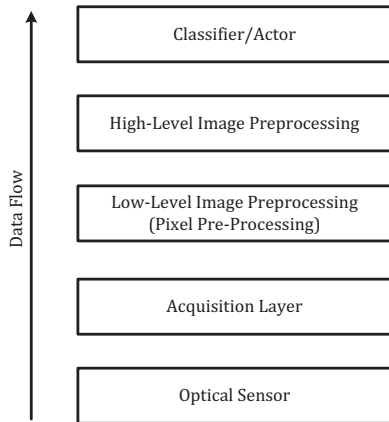 Classifier/Actor
High-Level Image Preprocessing
Low-Level Image Preprocessing
(Pixel Pre-Processing)
Acquisition Layer
Optical Sensor
Data Flow